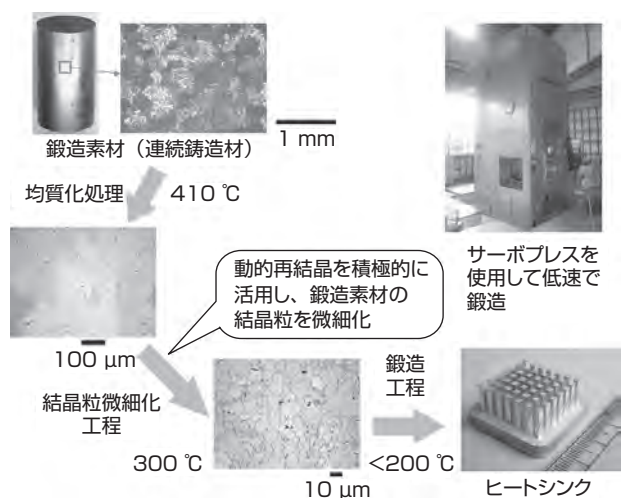 鍛造素材（連続鋳造材）
1 mm
均質化処理
410 ℃
サーボプレスを
使用して低速で
鍛造
動的再結晶を積極的に
活用し、鍛造素材の
結晶粒を微細化
100 μm
結晶粒微細化
工程
鍛造
工程
300 ℃
<200 ℃
10 μm
ヒートシンク